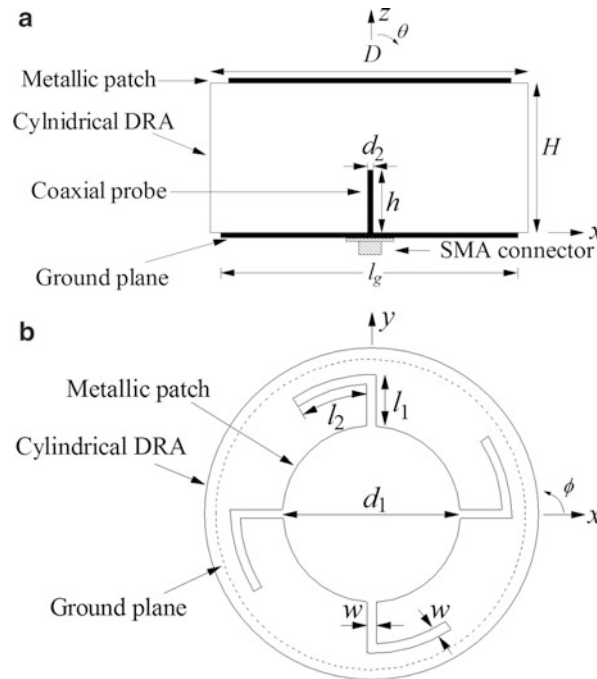 a
z
θ
D
Metallic patch
Cylnidrical DRA
H
d2
Coaxial probe
h
x
SMA connector
Ground plane
lg
b
y
Metallic patch
l1
l2
Cylindrical DRA
ϕ
d1
x
Ground plane
w
w